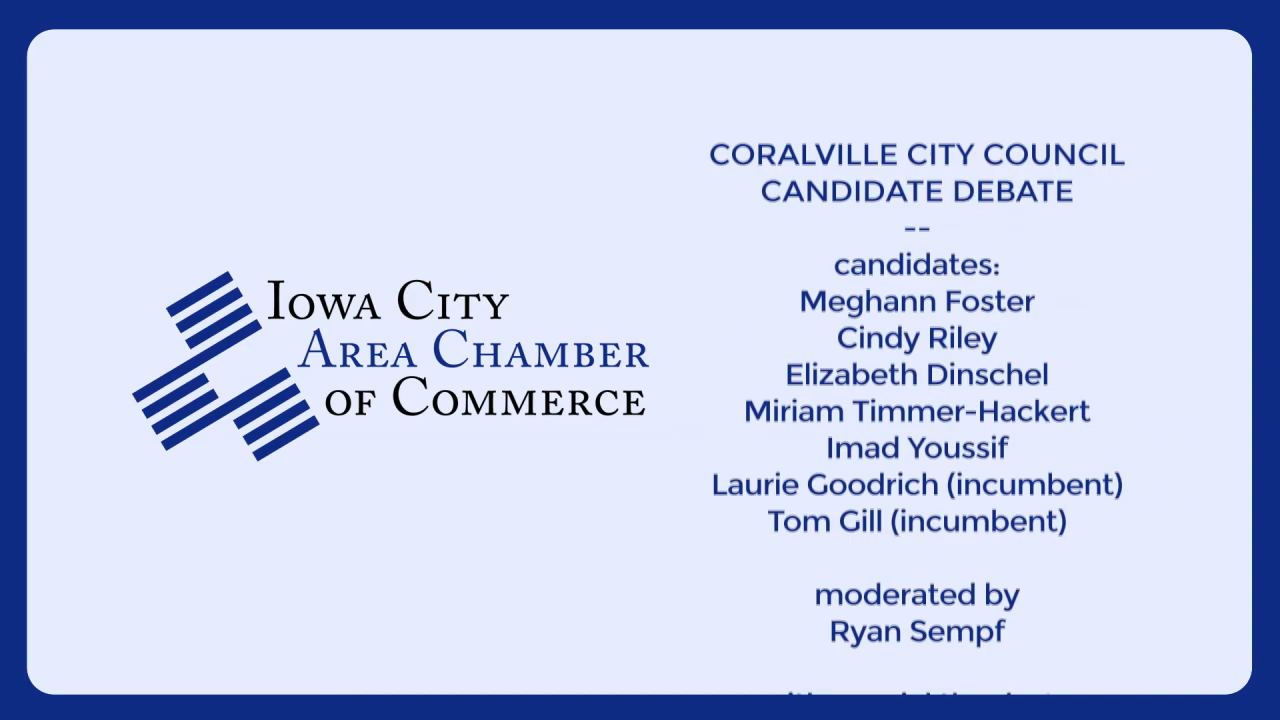 Iowa City
Area Chamber
of Commerce
CORALVILLE CITY COUNCIL
CANDIDATE DEBATE
--
candidates:
Meghann Foster
Cindy Riley
Elizabeth Dinschel
Miriam Timmer-Hackert
Imad Youssif
Laurie Goodrich (incumbent)
Tom Gill (incumbent)
moderated by
Ryan Sempf